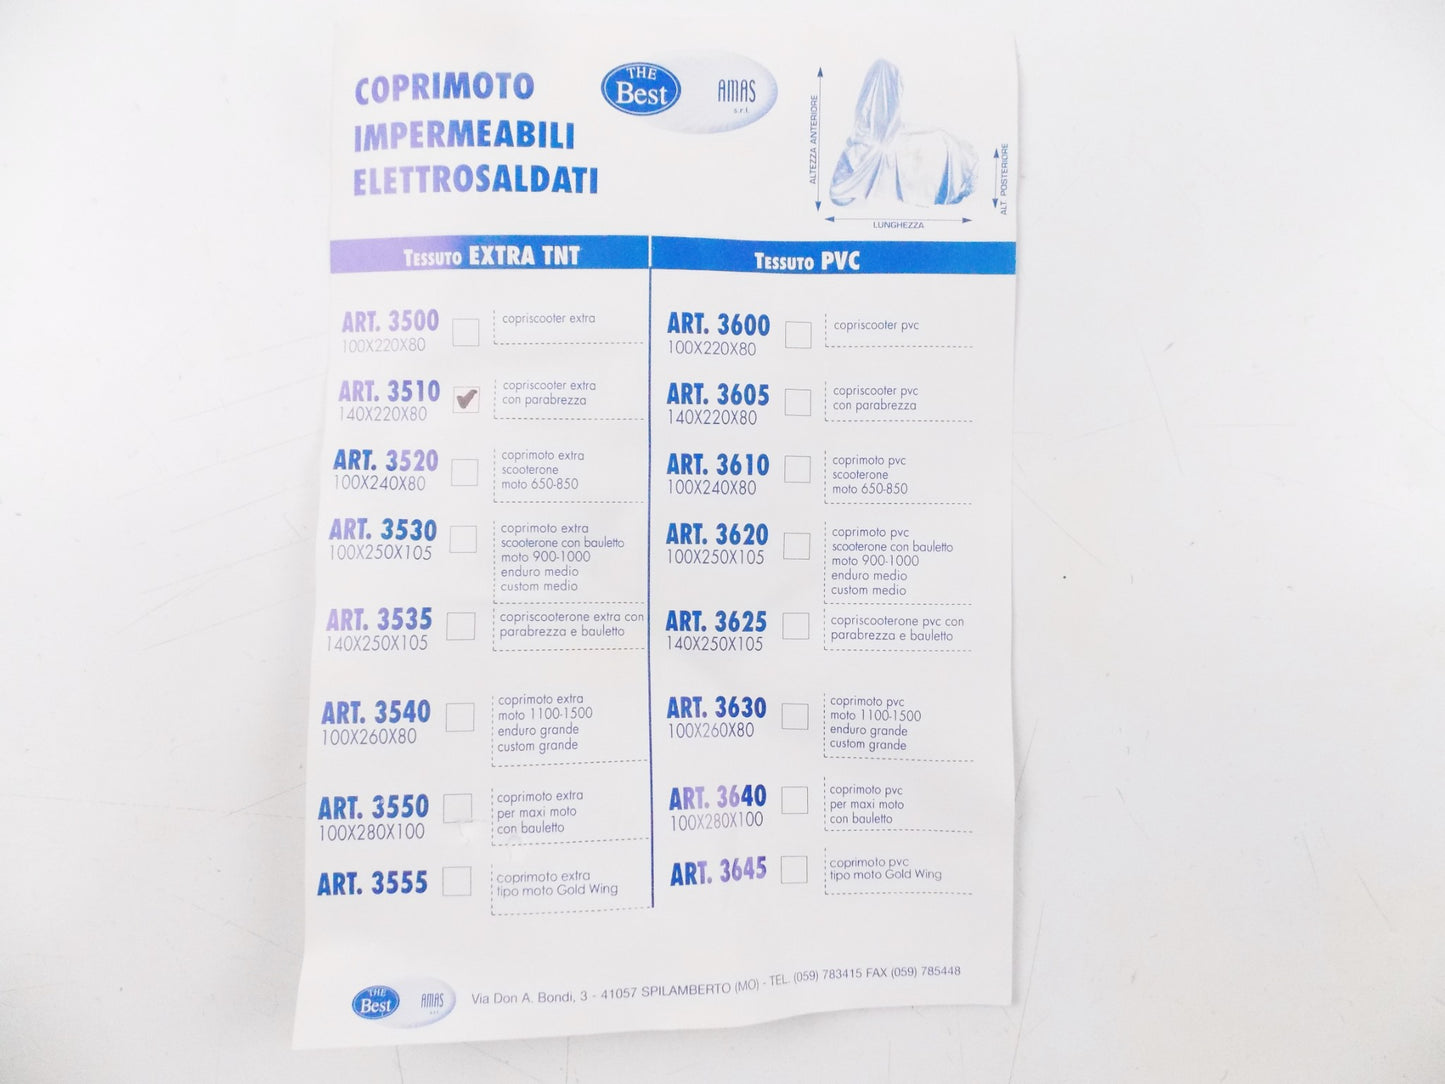 COPRIMOTO
IMPERMEABILI
ELETTROSALDATI
THE
Best
AMAS
s.r.l.
ALTEZZA ANTERIORE
ALT. POSTERIORE
LUNGHEZZA
TESSUTO EXTRA TNT
ART. 3500
100X220X80
copriscooter extra
ART. 3510
140X220X80
copriscooter extra
con parabrezza
ART. 3520
100X240X80
coprimoto extra
scooterone
moto 650-850
ART. 3530
100X250X105
coprimoto extra
scooterone con bauletto
moto 900-1000
enduro medio
custom medio
ART. 3535
140X250X105
copriscooterone extra con
parabrezza e bauletto
ART. 3540
100X260X80
coprimoto extra
moto 1100-1500
enduro grande
custom grande
ART. 3550
100X280X100
coprimoto extra
per maxi moto
con bauletto
ART. 3555
coprimoto extra
tipo moto Gold Wing
TESSUTO PVC
ART. 3600
100X220X80
copriscooter pvc
ART. 3605
140X220X80
copriscooter pvc
con parabrezza
ART. 3610
100X240X80
coprimoto pvc
scooterone
moto 650-850
ART. 3620
100X250X105
coprimoto pvc
scooterone con bauletto
moto 900-1000
enduro medio
custom medio
ART. 3625
140X250X105
copriscooterone pvc con
parabrezza e bauletto
ART. 3630
100X260X80
coprimoto pvc
moto 1100-1500
enduro grande
custom grande
ART. 3640
100X280X100
coprimoto pvc
per maxi moto
con bauletto
ART. 3645
coprimoto pvc
tipo moto Gold Wing
THE
Best
AMAS
s.r.l.
Via Don A. Bondi, 3 - 41057 SPILAMBERTO (MO) - TEL. (059) 783415 FAX (059) 785448